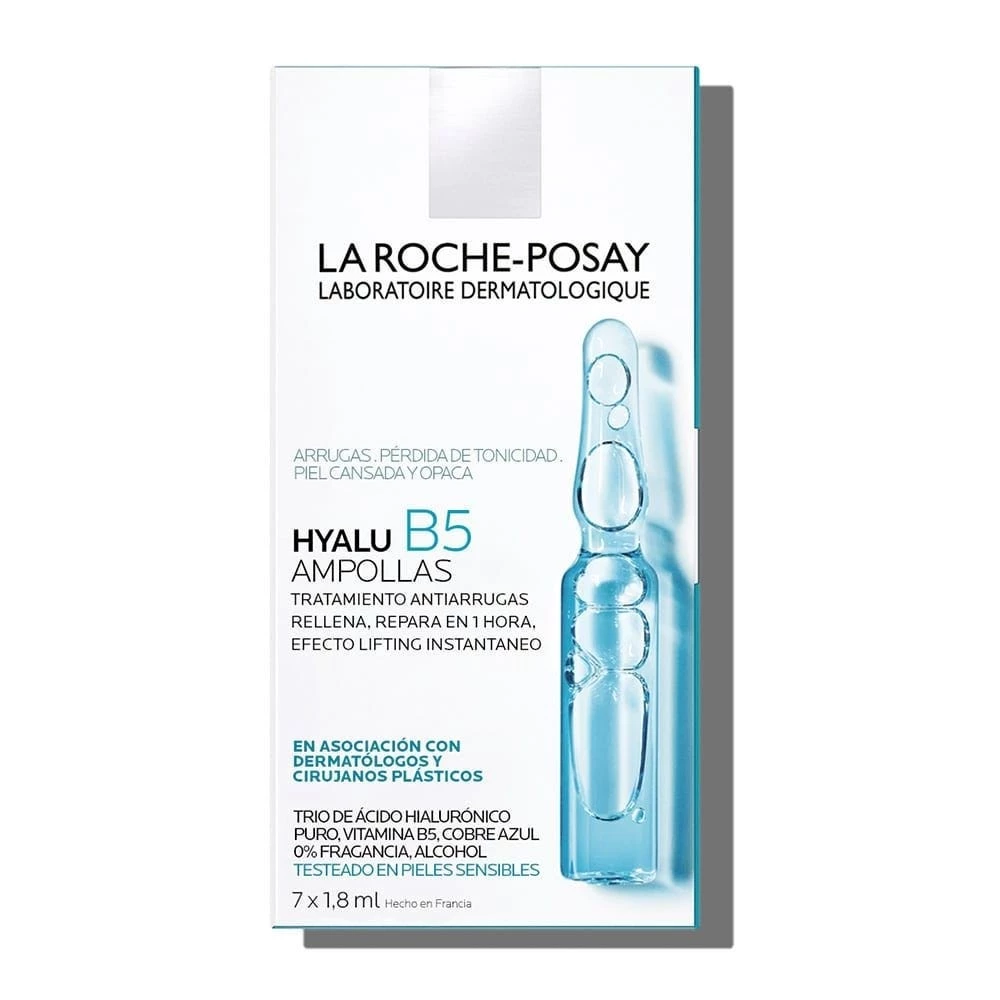 LA ROCHE-POSAY
LABORATOIRE DERMATOLOGIQUE
ARRUGAS. PÉRDIDA DE TONICIDAD.
PIEL CANSADA Y OPACA
HYALU B5
AMPOLLAS
TRATAMIENTO ANTIARRUGAS
RELLENA, REPARA EN 1 HORA,
EFECTO LIFTING INSTANTANEO
EN ASOCIACIÓN CON
DERMATÓLOGOS Y
CIRUJANOS PLÁSTICOS
TRIO DE ÁCIDO HIALURÓNICO
PURO, VITAMINA B5, COBRE AZUL
0% FRAGANCIA, ALCOHOL
TESTEADO EN PIELES SENSIBLES
7 x 1,8 ml Hecho en Francia